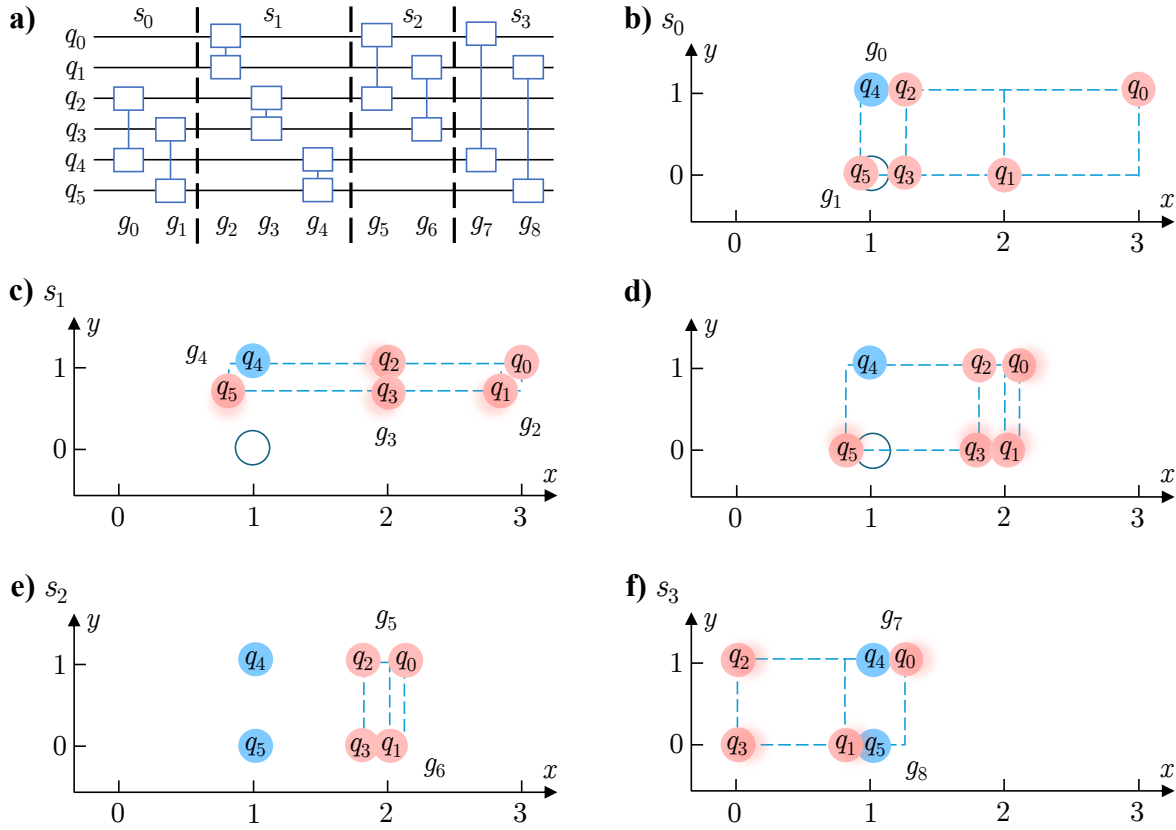 a) s₀ s₁ s₂ s₃
q₀
q₁
q₂
q₃
q₄
q₅
g₀ g₁ g₂ g₃ g₄ g₅ g₆ g₇ g₈
b) s₀
y
g₀
1 q₄ q₂ q₀
0 q₅ q₃ q₁
g₁
x
0 1 2 3
c) s₁
y
g₄
1 q₄ q₂ q₀
q₅ q₃ q₁
g₃ g₂
0
x
0 1 2 3
d)
y
1 q₄ q₂ q₀
0 q₅ q₃ q₁
x
0 1 2 3
e) s₂
y
g₅
1 q₄ q₂ q₀
0 q₅ q₃ q₁
g₆
x
0 1 2 3
f) s₃
y
g₇
1 q₂ q₄ q₀
0 q₃ q₁ q₅
g₈
x
0 1 2 3